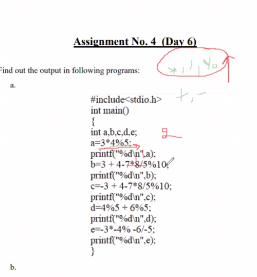 Assignment No. 4 (Day 6)
Find out the output in following programs:
a.
#include<stdio.h>
int main()
{
int a,b,c,d,e;
a=3*4%5;
printf("%d\n",a);
b=3 + 4-7*8/5%10;
printf("%d\n",b);
c=-3 + 4-7*8/5%10;
printf("%d\n",c);
d=4%5 + 6%5;
printf("%d\n",d);
e=-3*-4% -6/-5;
printf("%d\n",e);
}
b.
*, /, %
+, -
2